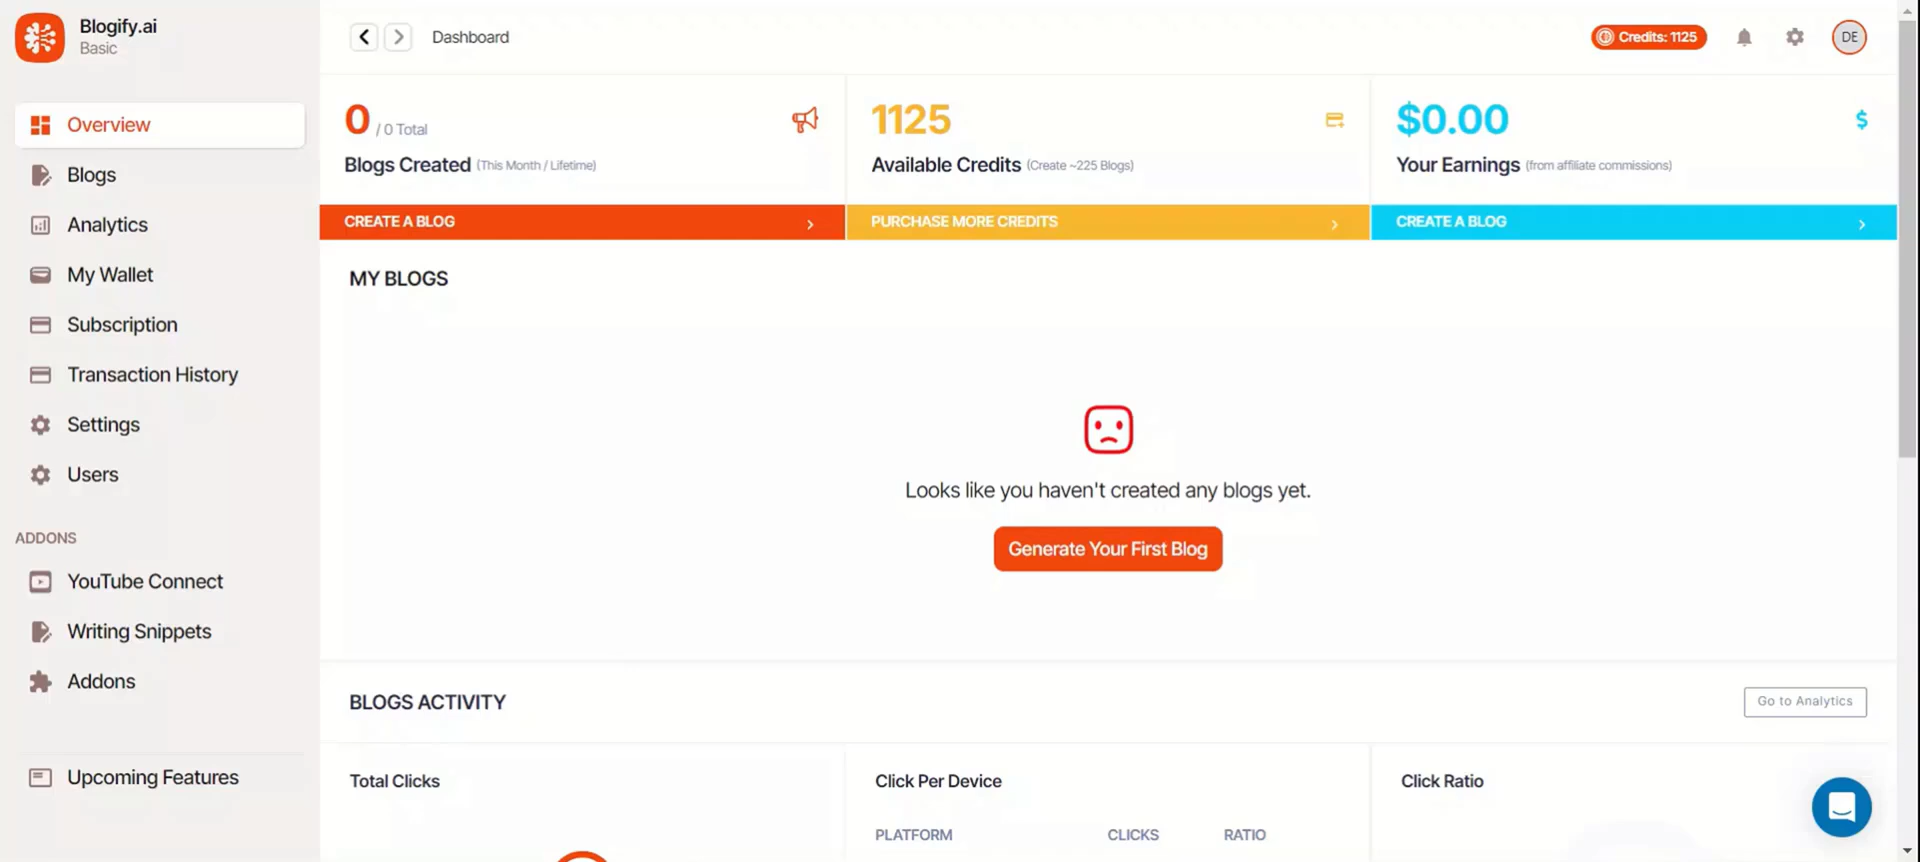 Blogify.ai
Basic
Overview
Blogs
Analytics
My Wallet
Subscription
Transaction History
Settings
Users
ADDONS
YouTube Connect
Writing Snippets
Addons
Upcoming Features
Dashboard
Credits: 1125
DE
0 / 0 Total
Blogs Created (This Month / Lifetime)
CREATE A BLOG
1125
Available Credits (Create ~225 Blogs)
PURCHASE MORE CREDITS
$0.00
$
Your Earnings (from affiliate commissions)
CREATE A BLOG
MY BLOGS
Looks like you haven't created any blogs yet.
Generate Your First Blog
BLOGS ACTIVITY
Go to Analytics
Total Clicks
Click Per Device
PLATFORM CLICKS RATIO
Click Ratio